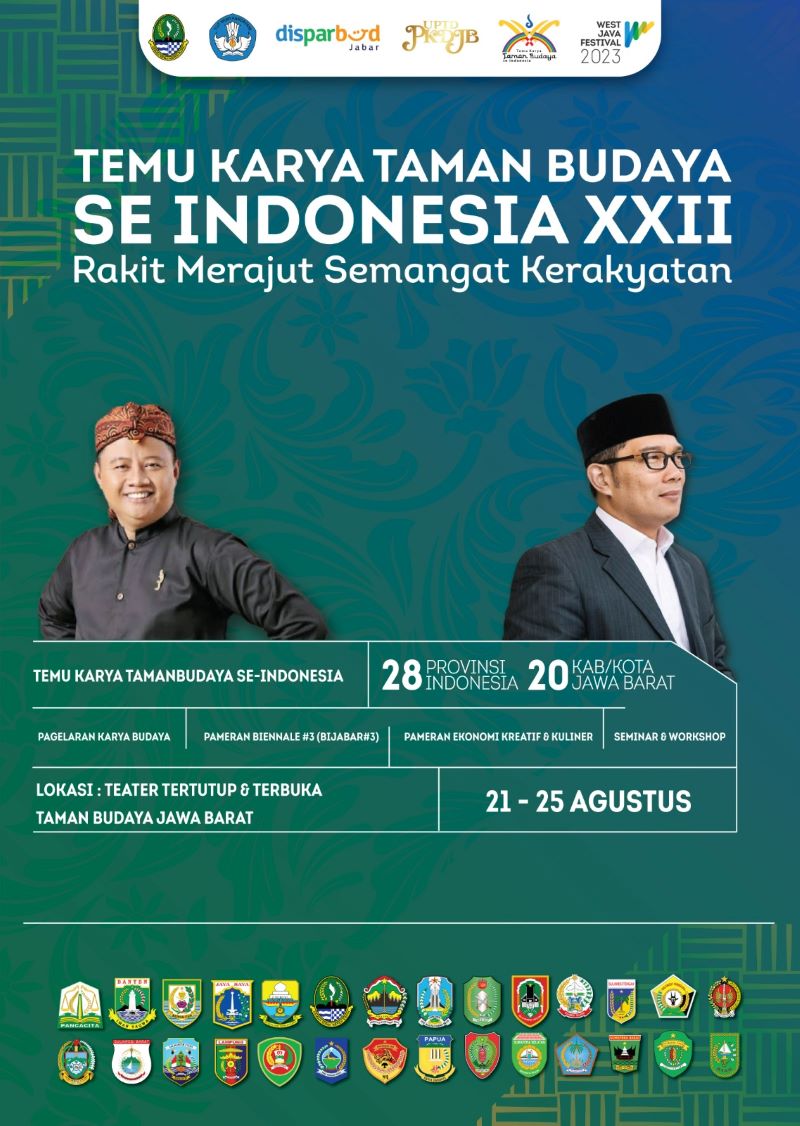 disparbud
Jabar
UPTD
PKDJB
Temu Karya
Taman Budaya
se Indonesia
WEST
JAVA
FESTIVAL
2023
TEMU KARYA TAMAN BUDAYA
SE INDONESIA XXII
Rakit Merajut Semangat Kerakyatan
TEMU KARYA TAMANBUDAYA SE-INDONESIA
28 PROVINSI
INDONESIA
20 KAB/KOTA
JAWA BARAT
PAGELARAN KARYA BUDAYA
PAMERAN BIENNALE #3 (BIJABAR#3)
PAMERAN EKONOMI KREATIF & KULINER
SEMINAR & WORKSHOP
LOKASI : TEATER TERTUTUP & TERBUKA
TAMAN BUDAYA JAWA BARAT
21 - 25 AGUSTUS
PANCACITA
BANTEN
PAPUA